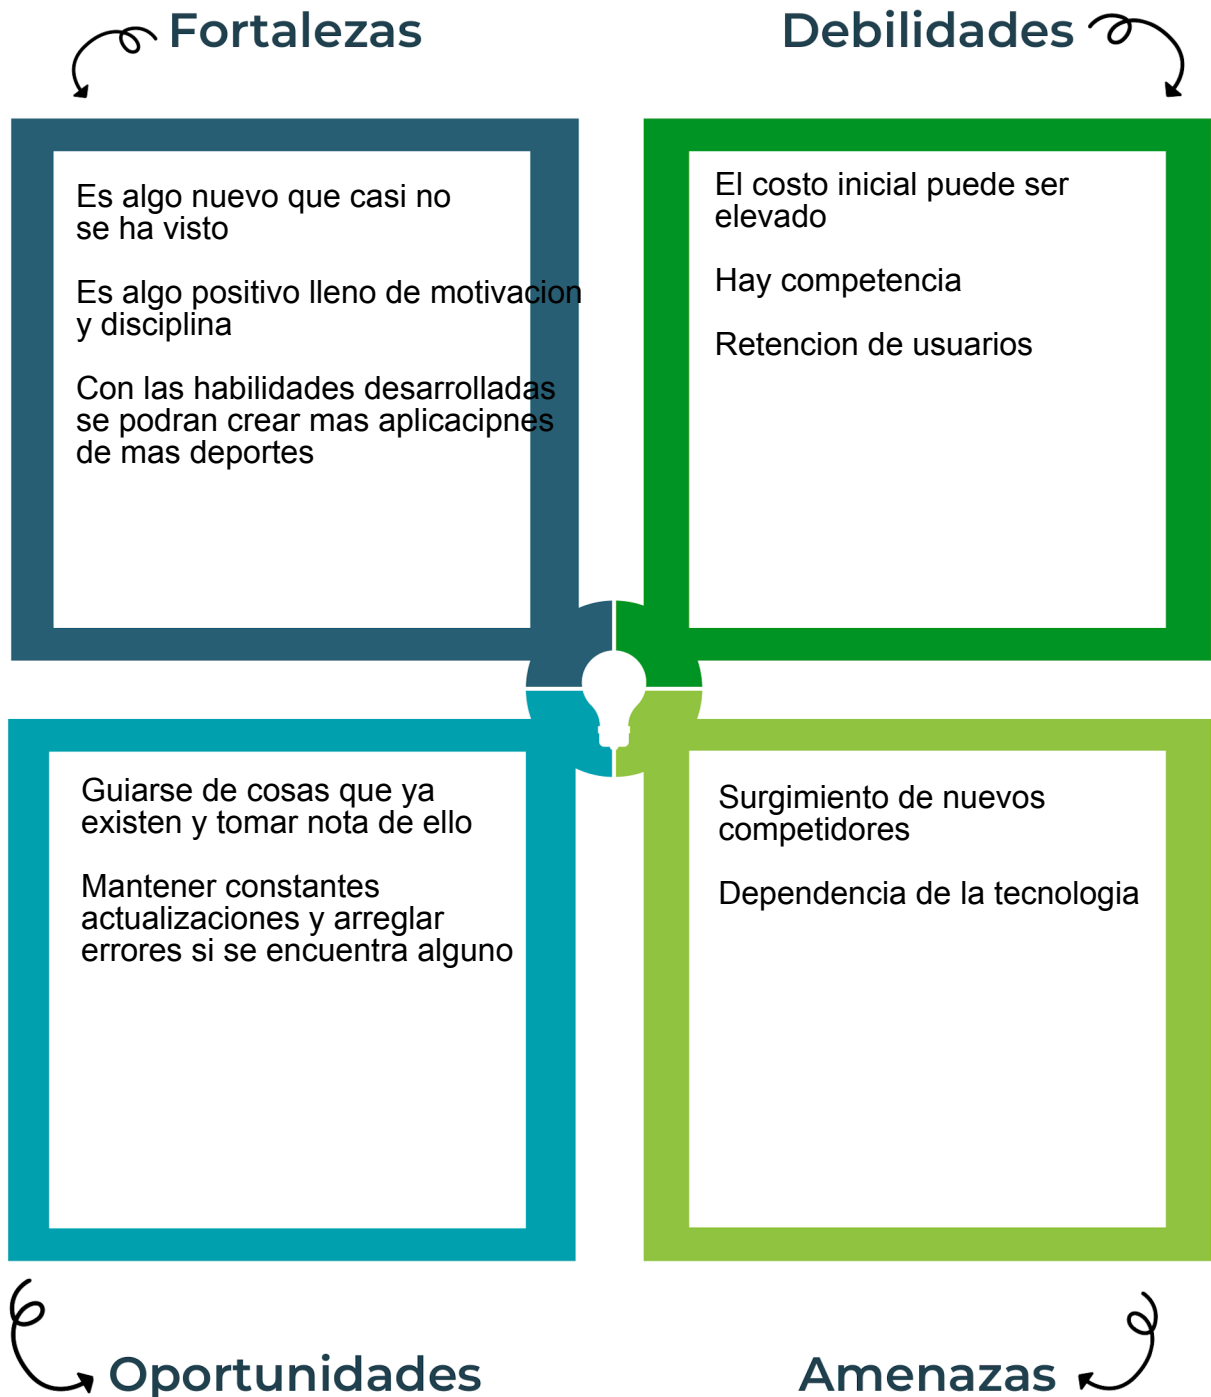 Fortalezas
Es algo nuevo que casi no
se ha visto
Es algo positivo lleno de motivacion
y disciplina
Con las habilidades desarrolladas
se podran crear mas aplicacipnes
de mas deportes
Debilidades
El costo inicial puede ser
elevado
Hay competencia
Retencion de usuarios
Guiarse de cosas que ya
existen y tomar nota de ello
Mantener constantes
actualizaciones y arreglar
errores si se encuentra alguno
Oportunidades
Surgimiento de nuevos
competidores
Dependencia de la tecnologia
Amenazas